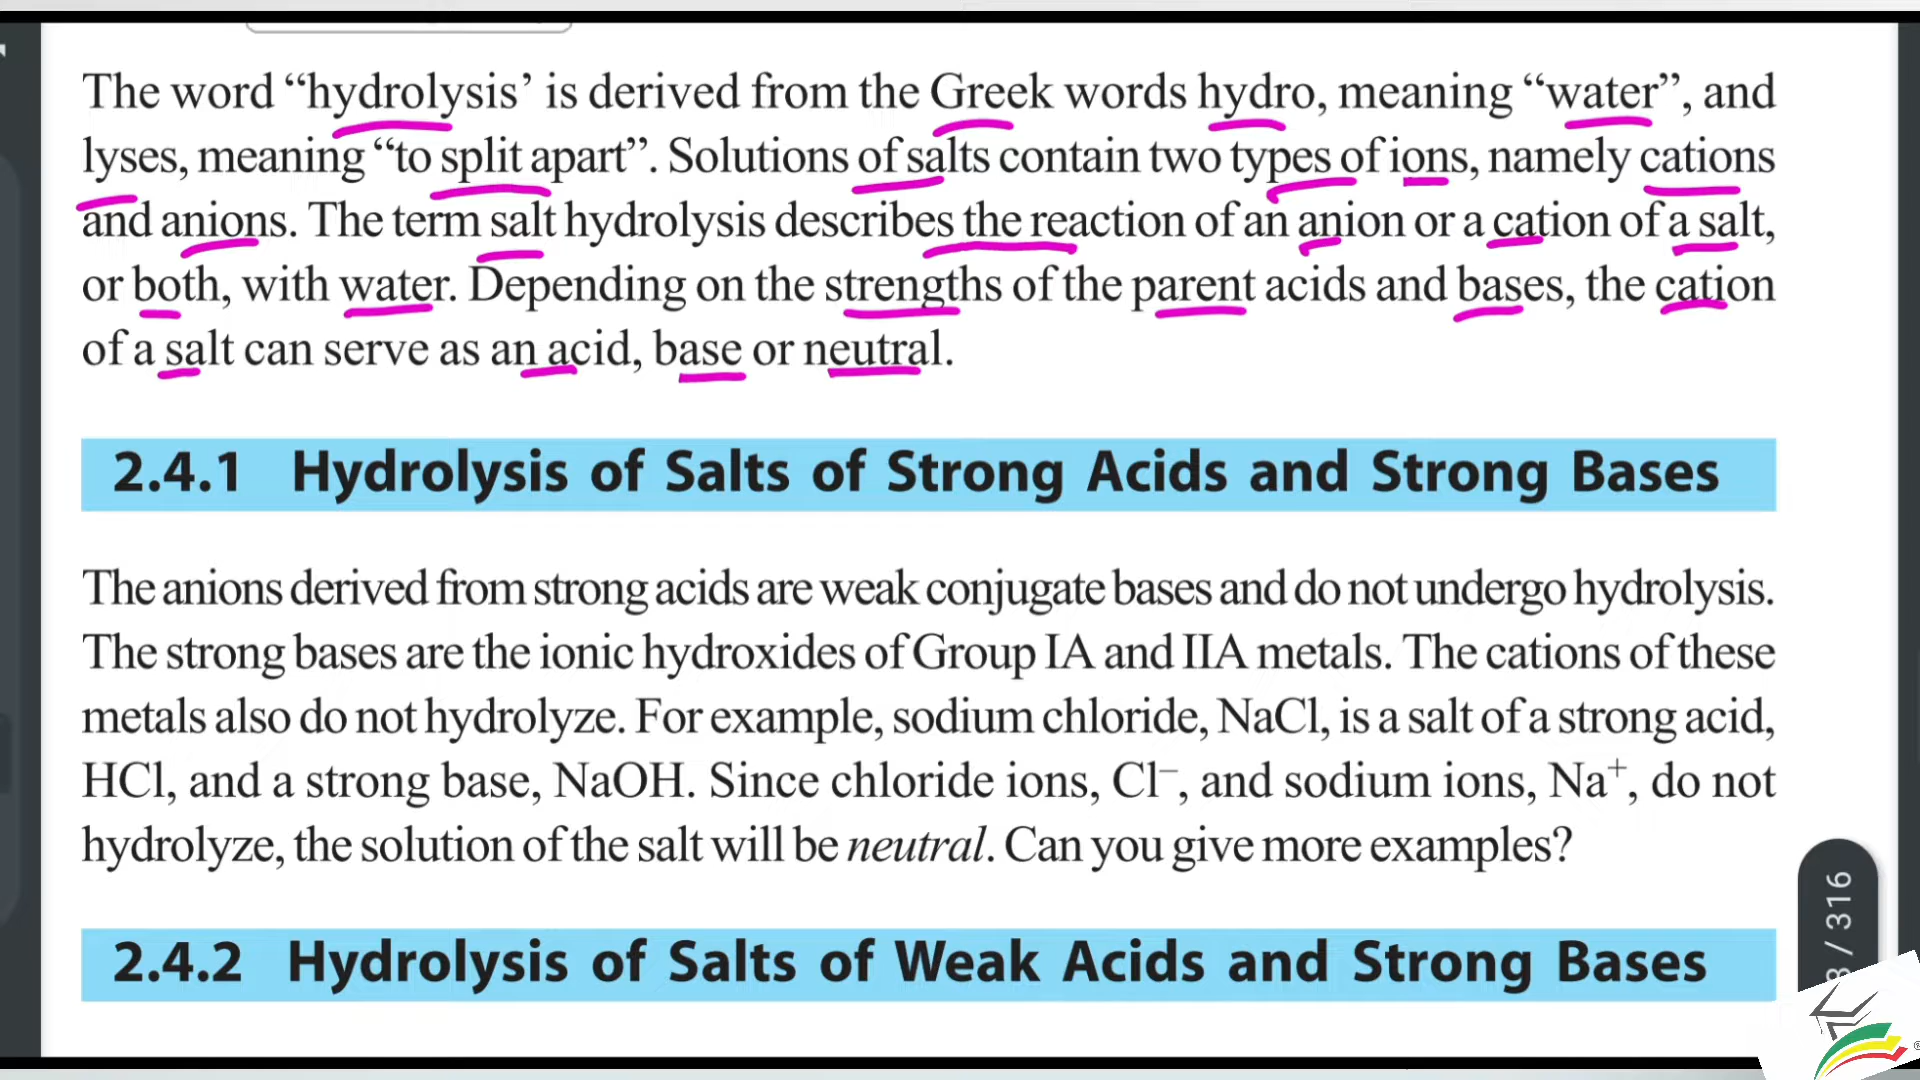 The word “hydrolysis’ is derived from the Greek words hydro, meaning “water”, and
lyses, meaning “to split apart”. Solutions of salts contain two types of ions, namely cations
and anions. The term salt hydrolysis describes the reaction of an anion or a cation of a salt,
or both, with water. Depending on the strengths of the parent acids and bases, the cation
of a salt can serve as an acid, base or neutral.
2.4.1 Hydrolysis of Salts of Strong Acids and Strong Bases
The anions derived from strong acids are weak conjugate bases and do not undergo hydrolysis.
The strong bases are the ionic hydroxides of Group IA and IIA metals. The cations of these
metals also do not hydrolyze. For example, sodium chloride, NaCl, is a salt of a strong acid,
HCl, and a strong base, NaOH. Since chloride ions, Cl⁻, and sodium ions, Na⁺, do not
hydrolyze, the solution of the salt will be neutral. Can you give more examples?
2.4.2 Hydrolysis of Salts of Weak Acids and Strong Bases
/ 316